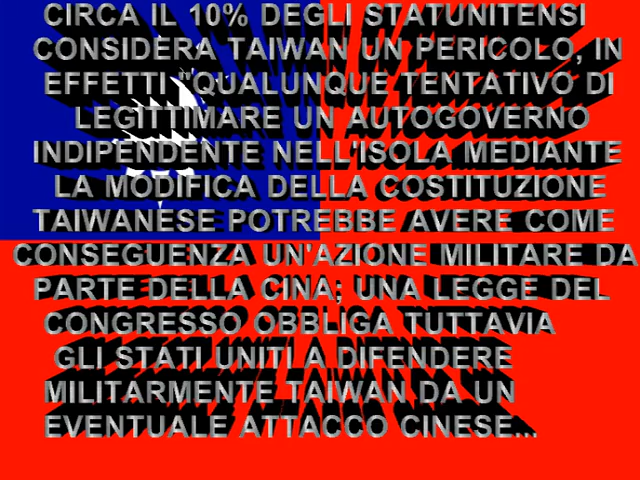 CIRCA IL 10% DEGLI STATUNITENSI
CONSIDERA TAIWAN UN PERICOLO, IN
EFFETTI "QUALUNQUE TENTATIVO DI
LEGITTIMARE UN AUTOGOVERNO
INDIPENDENTE NELL'ISOLA MEDIANTE
LA MODIFICA DELLA COSTITUZIONE
TAIWANESE POTREBBE AVERE COME
CONSEGUENZA UN'AZIONE MILITARE DA
PARTE DELLA CINA; UNA LEGGE DEL
CONGRESSO OBBLIGA TUTTAVIA
GLI STATI UNITI A DIFENDERE
MILITARMENTE TAIWAN DA UN
EVENTUALE ATTACCO CINESE...